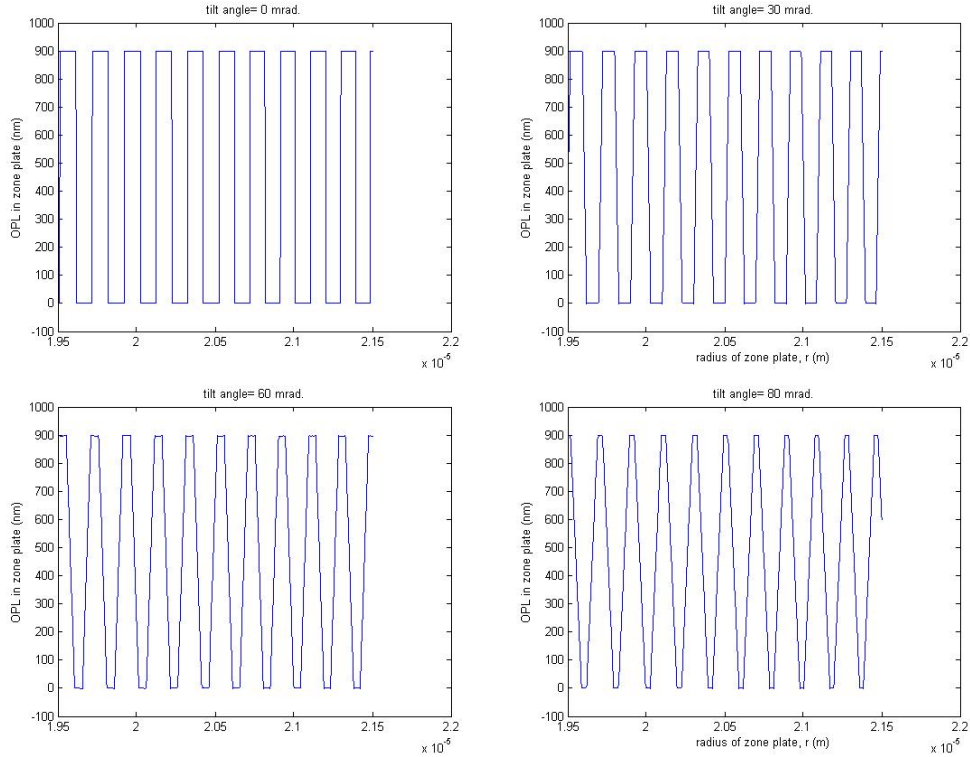 tilt angle= 0 mrad.
1000
900
800
700
600
500
400
300
200
100
0
-100
OPL in zone plate (nm)
1.95 2 2.05 2.1 2.15 2.2
x 10⁻⁵
tilt angle= 30 mrad.
1000
900
800
700
600
500
400
300
200
100
0
-100
OPL in zone plate (nm)
1.95 2 2.05 2.1 2.15 2.2
radius of zone plate, r (m)
x 10⁻⁵
tilt angle= 60 mrad.
1000
900
800
700
600
500
400
300
200
100
0
-100
OPL in zone plate (nm)
1.95 2 2.05 2.1 2.15 2.2
x 10⁻⁵
tilt angle= 80 mrad.
1000
900
800
700
600
500
400
300
200
100
0
-100
OPL in zone plate (nm)
1.95 2 2.05 2.1 2.15 2.2
radius of zone plate, r (m)
x 10⁻⁵